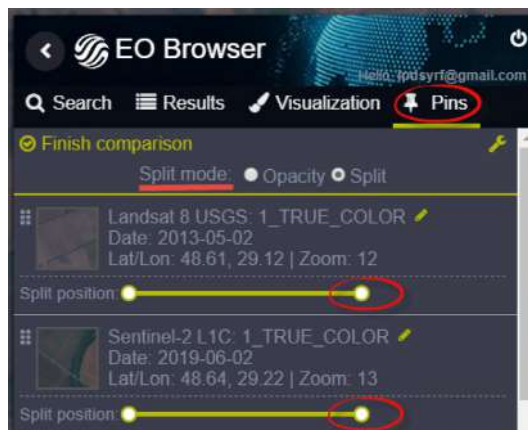 EO Browser
Hello, lpdsyrf@gmail.com
Search Results Visualization Pins
Finish comparison
Split mode: Opacity Split
Landsat 8 USGS: 1_TRUE_COLOR
Date: 2013-05-02
Lat/Lon: 48.61, 29.12 | Zoom: 12
Split position:
Sentinel-2 L1C: 1_TRUE_COLOR
Date: 2019-06-02
Lat/Lon: 48.64, 29.22 | Zoom: 13
Split position: